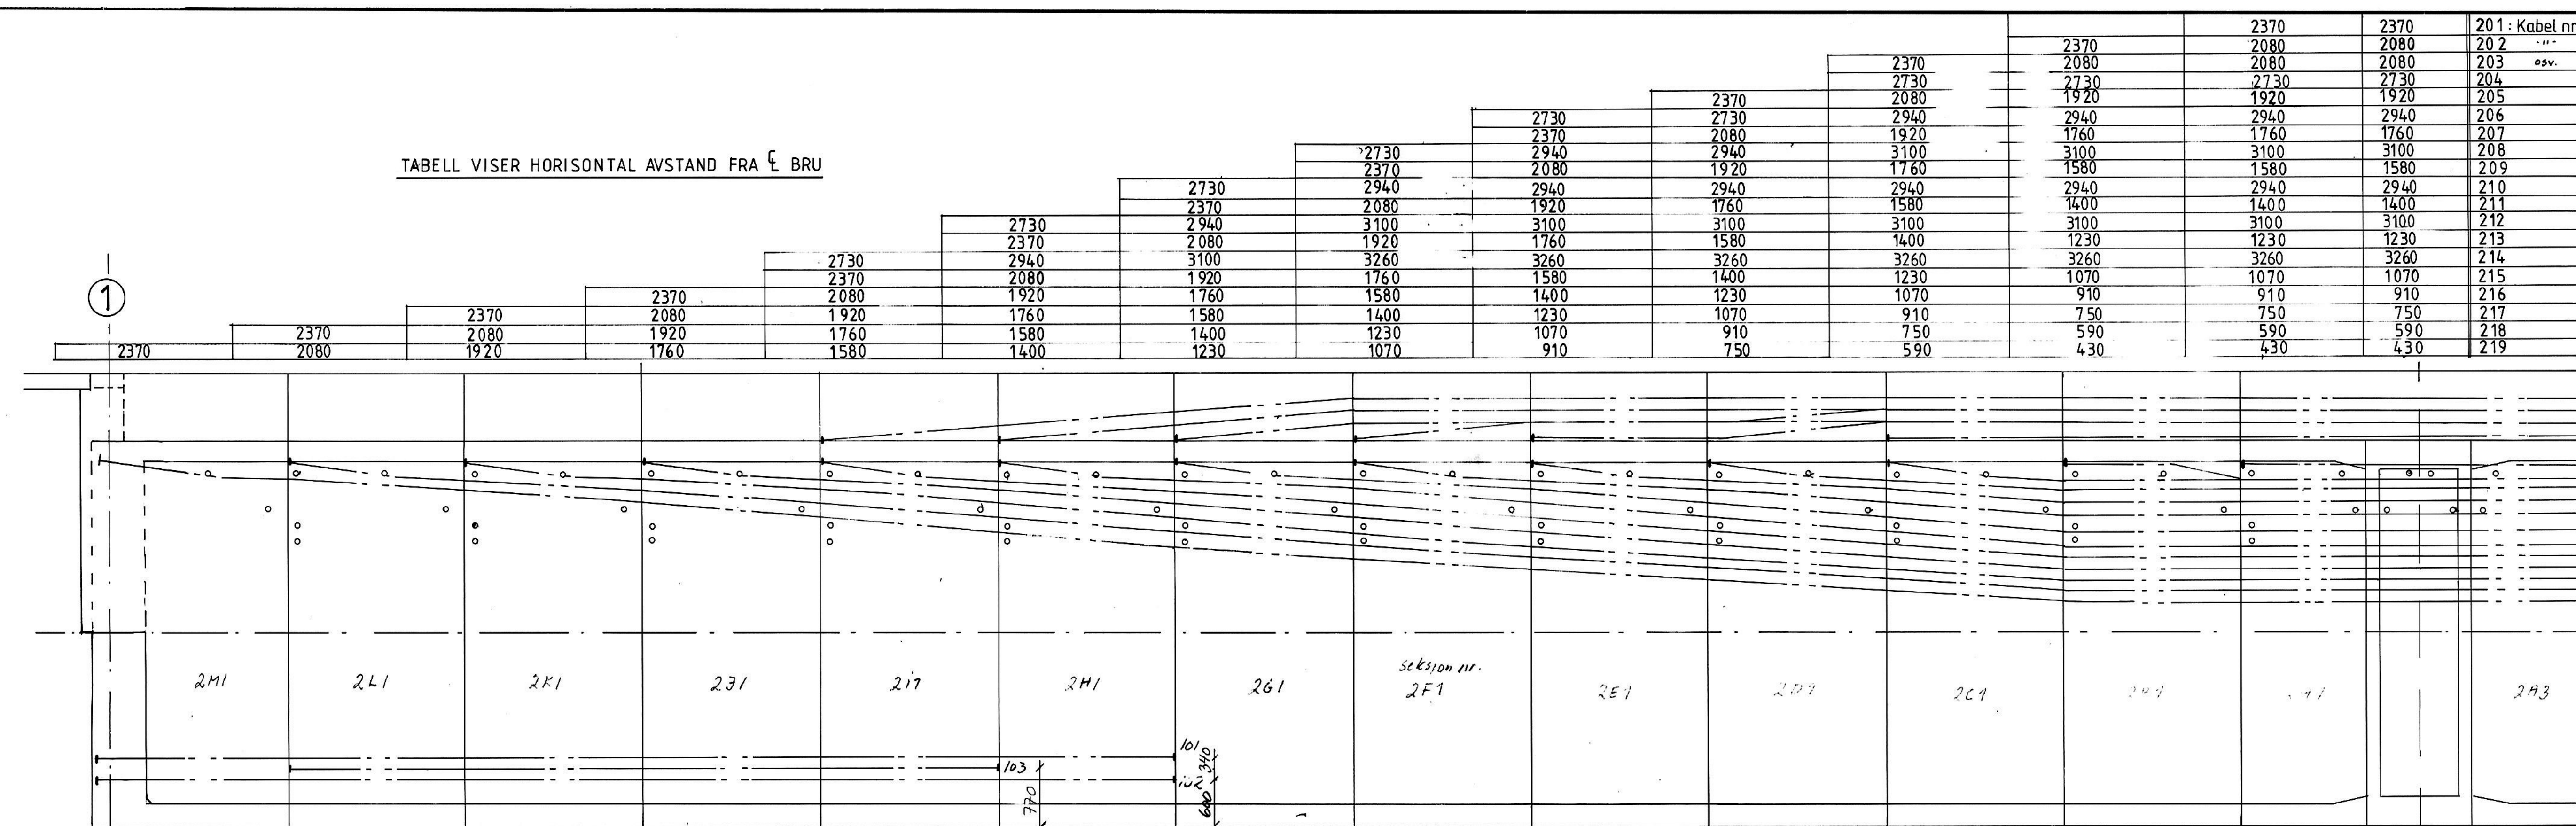 2370 2370 201 : Kabel nr
2370 2080 2080 202 -"-
2370 2080 2080 2080 203 osv.
2730 2730 2730 2730 204
2370 2080 1920 1920 1920 205
2730 2730 2940 2940 2940 2940 206
2370 2080 1920 1760 1760 1760 207
2730 2940 2940 3100 3100 3100 3100 208
2370 2080 1920 1760 1580 1580 1580 209
2730 2940 2940 2940 2940 2940 2940 2940 210
2370 2080 1920 1760 1580 1400 1400 1400 211
2730 2940 3100 3100 3100 3100 3100 3100 3100 212
2370 2080 1920 1760 1580 1400 1230 1230 1230 213
2730 2940 3100 3260 3260 3260 3260 3260 3260 3260 214
2370 2080 1920 1760 1580 1400 1230 1070 1070 1070 215
2370 2080 1920 1760 1580 1400 1230 1070 910 910 910 216
2370 2080 1920 1760 1580 1400 1230 1070 910 750 750 750 217
2370 2080 1920 1760 1580 1400 1230 1070 910 750 590 590 590 218
2370 2080 1920 1760 1580 1400 1230 1070 910 750 590 430 430 430 219
TABELL VISER HORISONTAL AVSTAND FRA ℄ BRU
1
seksjon nr.
2M1 2L1 2K1 2J1 2i1 2H1 2G1 2F1 2E1 2D1 2C1 2A3
101
340
103
102
770
600